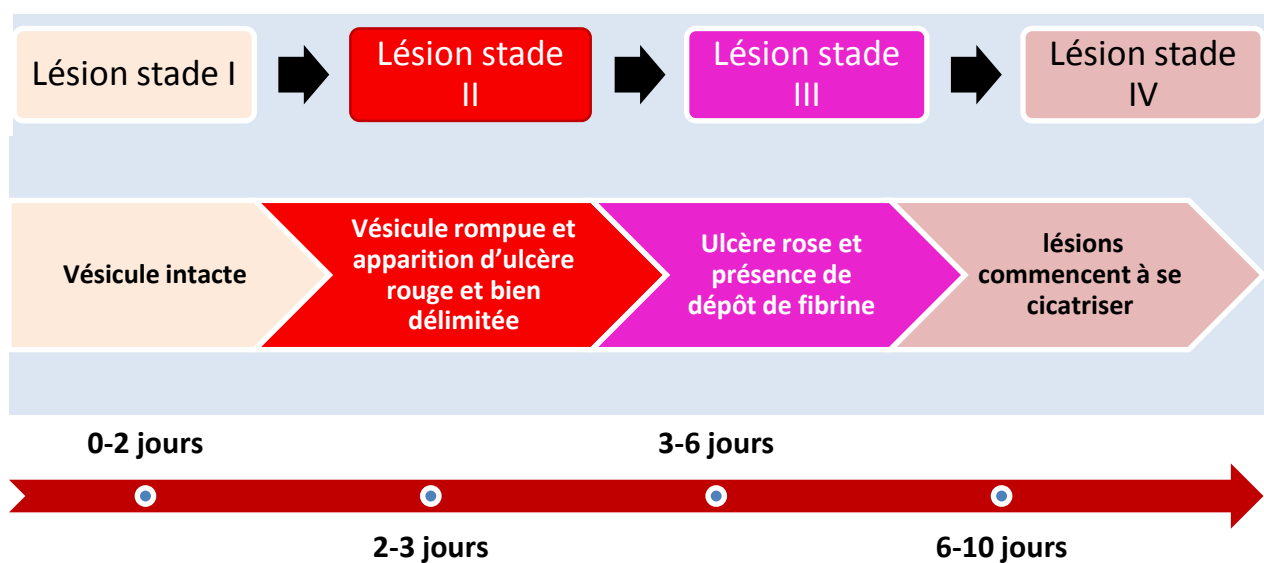 Lésion stade I
Lésion stade
II
Lésion stade
III
Lésion stade
IV
Vésicule intacte
Vésicule rompue et
apparition d'ulcère
rouge et bien
délimitée
Ulcère rose et
présence de
dépôt de fibrine
lésions
commencent à se
cicatriser
0-2 jours
2-3 jours
3-6 jours
6-10 jours